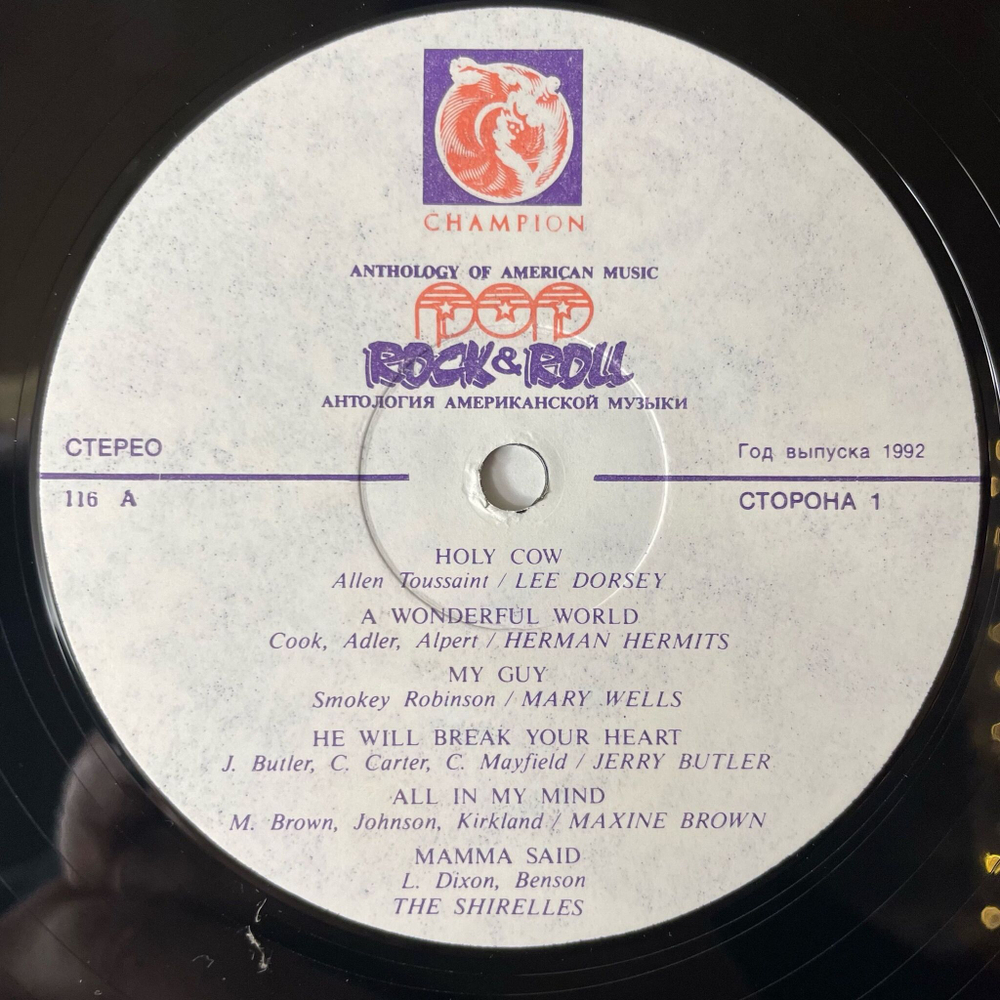 CHAMPION
ANTHOLOGY OF AMERICAN MUSIC
POP
ROCK & ROLL
АНТОЛОГИЯ АМЕРИКАНСКОЙ МУЗЫКИ
СТЕРЕО
Год выпуска 1992
116 A
СТОРОНА 1
HOLY COW
Allen Toussaint / LEE DORSEY
A WONDERFUL WORLD
Cook, Adler, Alpert / HERMAN HERMITS
MY GUY
Smokey Robinson / MARY WELLS
HE WILL BREAK YOUR HEART
J. Butler, C. Carter, C. Mayfield / JERRY BUTLER
ALL IN MY MIND
M. Brown, Johnson, Kirkland / MAXINE BROWN
MAMMA SAID
L. Dixon, Benson
THE SHIRELLES